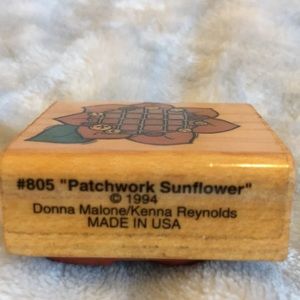 #805 "Patchwork Sunflower"
© 1994
Donna Malone/Kenna Reynolds
MADE IN USA